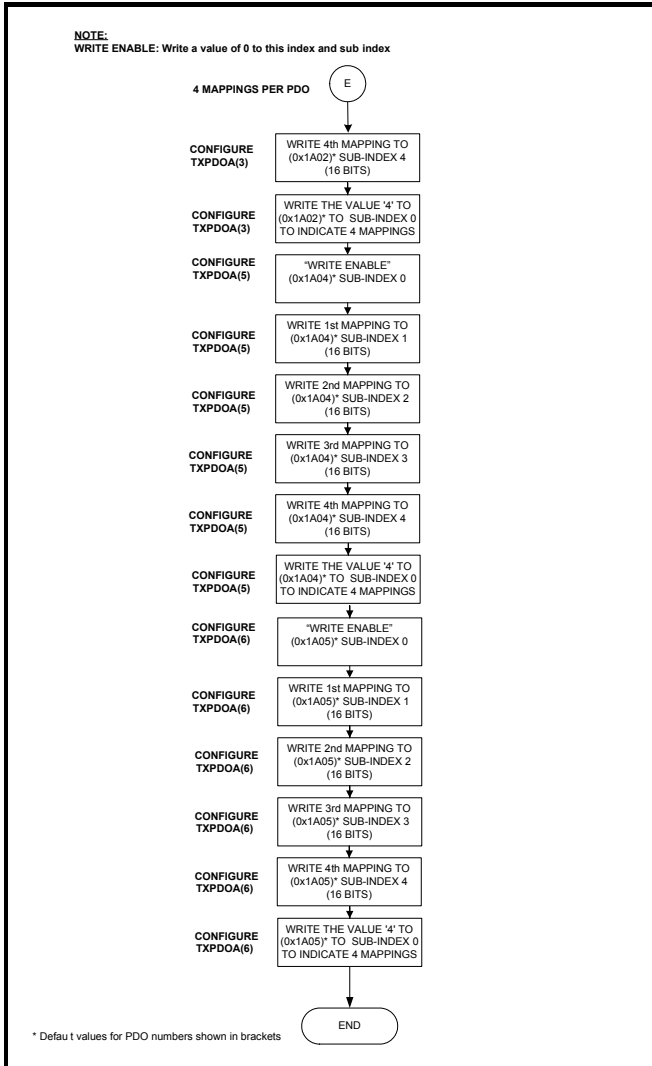 NOTE:
WRITE ENABLE: Write a value of 0 to this index and sub index
4 MAPPINGS PER PDO
E
CONFIGURE
TXPDOA(3)
WRITE 4th MAPPING TO
(0x1A02)* SUB-INDEX 4
(16 BITS)
CONFIGURE
TXPDOA(3)
WRITE THE VALUE '4' TO
(0x1A02)* TO SUB-INDEX 0
TO INDICATE 4 MAPPINGS
CONFIGURE
TXPDOA(5)
“WRITE ENABLE”
(0x1A04)* SUB-INDEX 0
CONFIGURE
TXPDOA(5)
WRITE 1st MAPPING TO
(0x1A04)* SUB-INDEX 1
(16 BITS)
CONFIGURE
TXPDOA(5)
WRITE 2nd MAPPING TO
(0x1A04)* SUB-INDEX 2
(16 BITS)
CONFIGURE
TXPDOA(5)
WRITE 3rd MAPPING TO
(0x1A04)* SUB-INDEX 3
(16 BITS)
CONFIGURE
TXPDOA(5)
WRITE 4th MAPPING TO
(0x1A04)* SUB-INDEX 4
(16 BITS)
CONFIGURE
TXPDOA(5)
WRITE THE VALUE '4' TO
(0x1A04)* TO SUB-INDEX 0
TO INDICATE 4 MAPPINGS
CONFIGURE
TXPDOA(6)
“WRITE ENABLE”
(0x1A05)* SUB-INDEX 0
CONFIGURE
TXPDOA(6)
WRITE 1st MAPPING TO
(0x1A05)* SUB-INDEX 1
(16 BITS)
CONFIGURE
TXPDOA(6)
WRITE 2nd MAPPING TO
(0x1A05)* SUB-INDEX 2
(16 BITS)
CONFIGURE
TXPDOA(6)
WRITE 3rd MAPPING TO
(0x1A05)* SUB-INDEX 3
(16 BITS)
CONFIGURE
TXPDOA(6)
WRITE 4th MAPPING TO
(0x1A05)* SUB-INDEX 4
(16 BITS)
CONFIGURE
TXPDOA(6)
WRITE THE VALUE '4' TO
(0x1A05)* TO SUB-INDEX 0
TO INDICATE 4 MAPPINGS
END
* Defau t values for PDO numbers shown in brackets